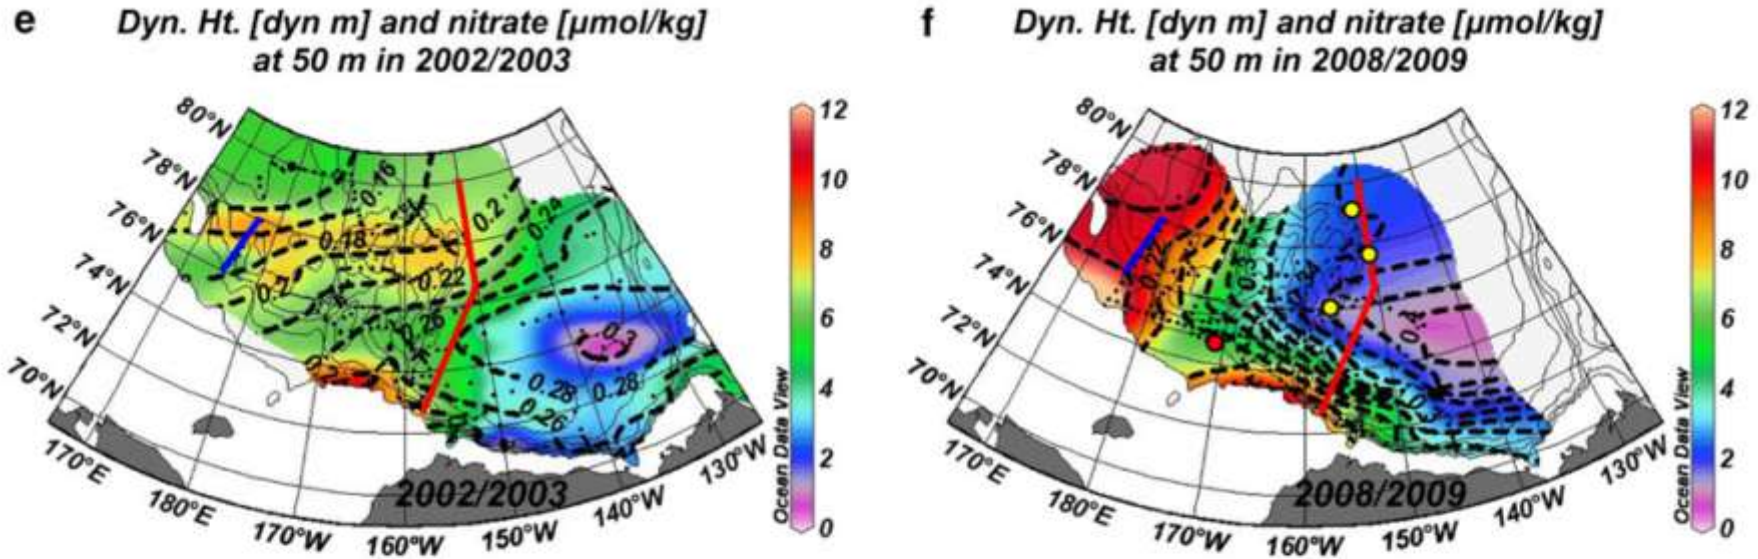 e
Dyn. Ht. [dyn m] and nitrate [µmol/kg]
at 50 m in 2002/2003
80°N
78°N
76°N
74°N
72°N
70°N
170°E
180°E
170°W
160°W
150°W
140°W
130°W
0.16
0.2
0.24
0.18
0.2
0.22
0.26
0.3
0.28
0.28
0.26
2002/2003
12
10
8
6
4
2
0
Ocean Data View
f
Dyn. Ht. [dyn m] and nitrate [µmol/kg]
at 50 m in 2008/2009
80°N
78°N
76°N
74°N
72°N
70°N
170°E
180°E
170°W
160°W
150°W
140°W
130°W
0.4
2008/2009
12
10
8
6
4
2
0
Ocean Data View